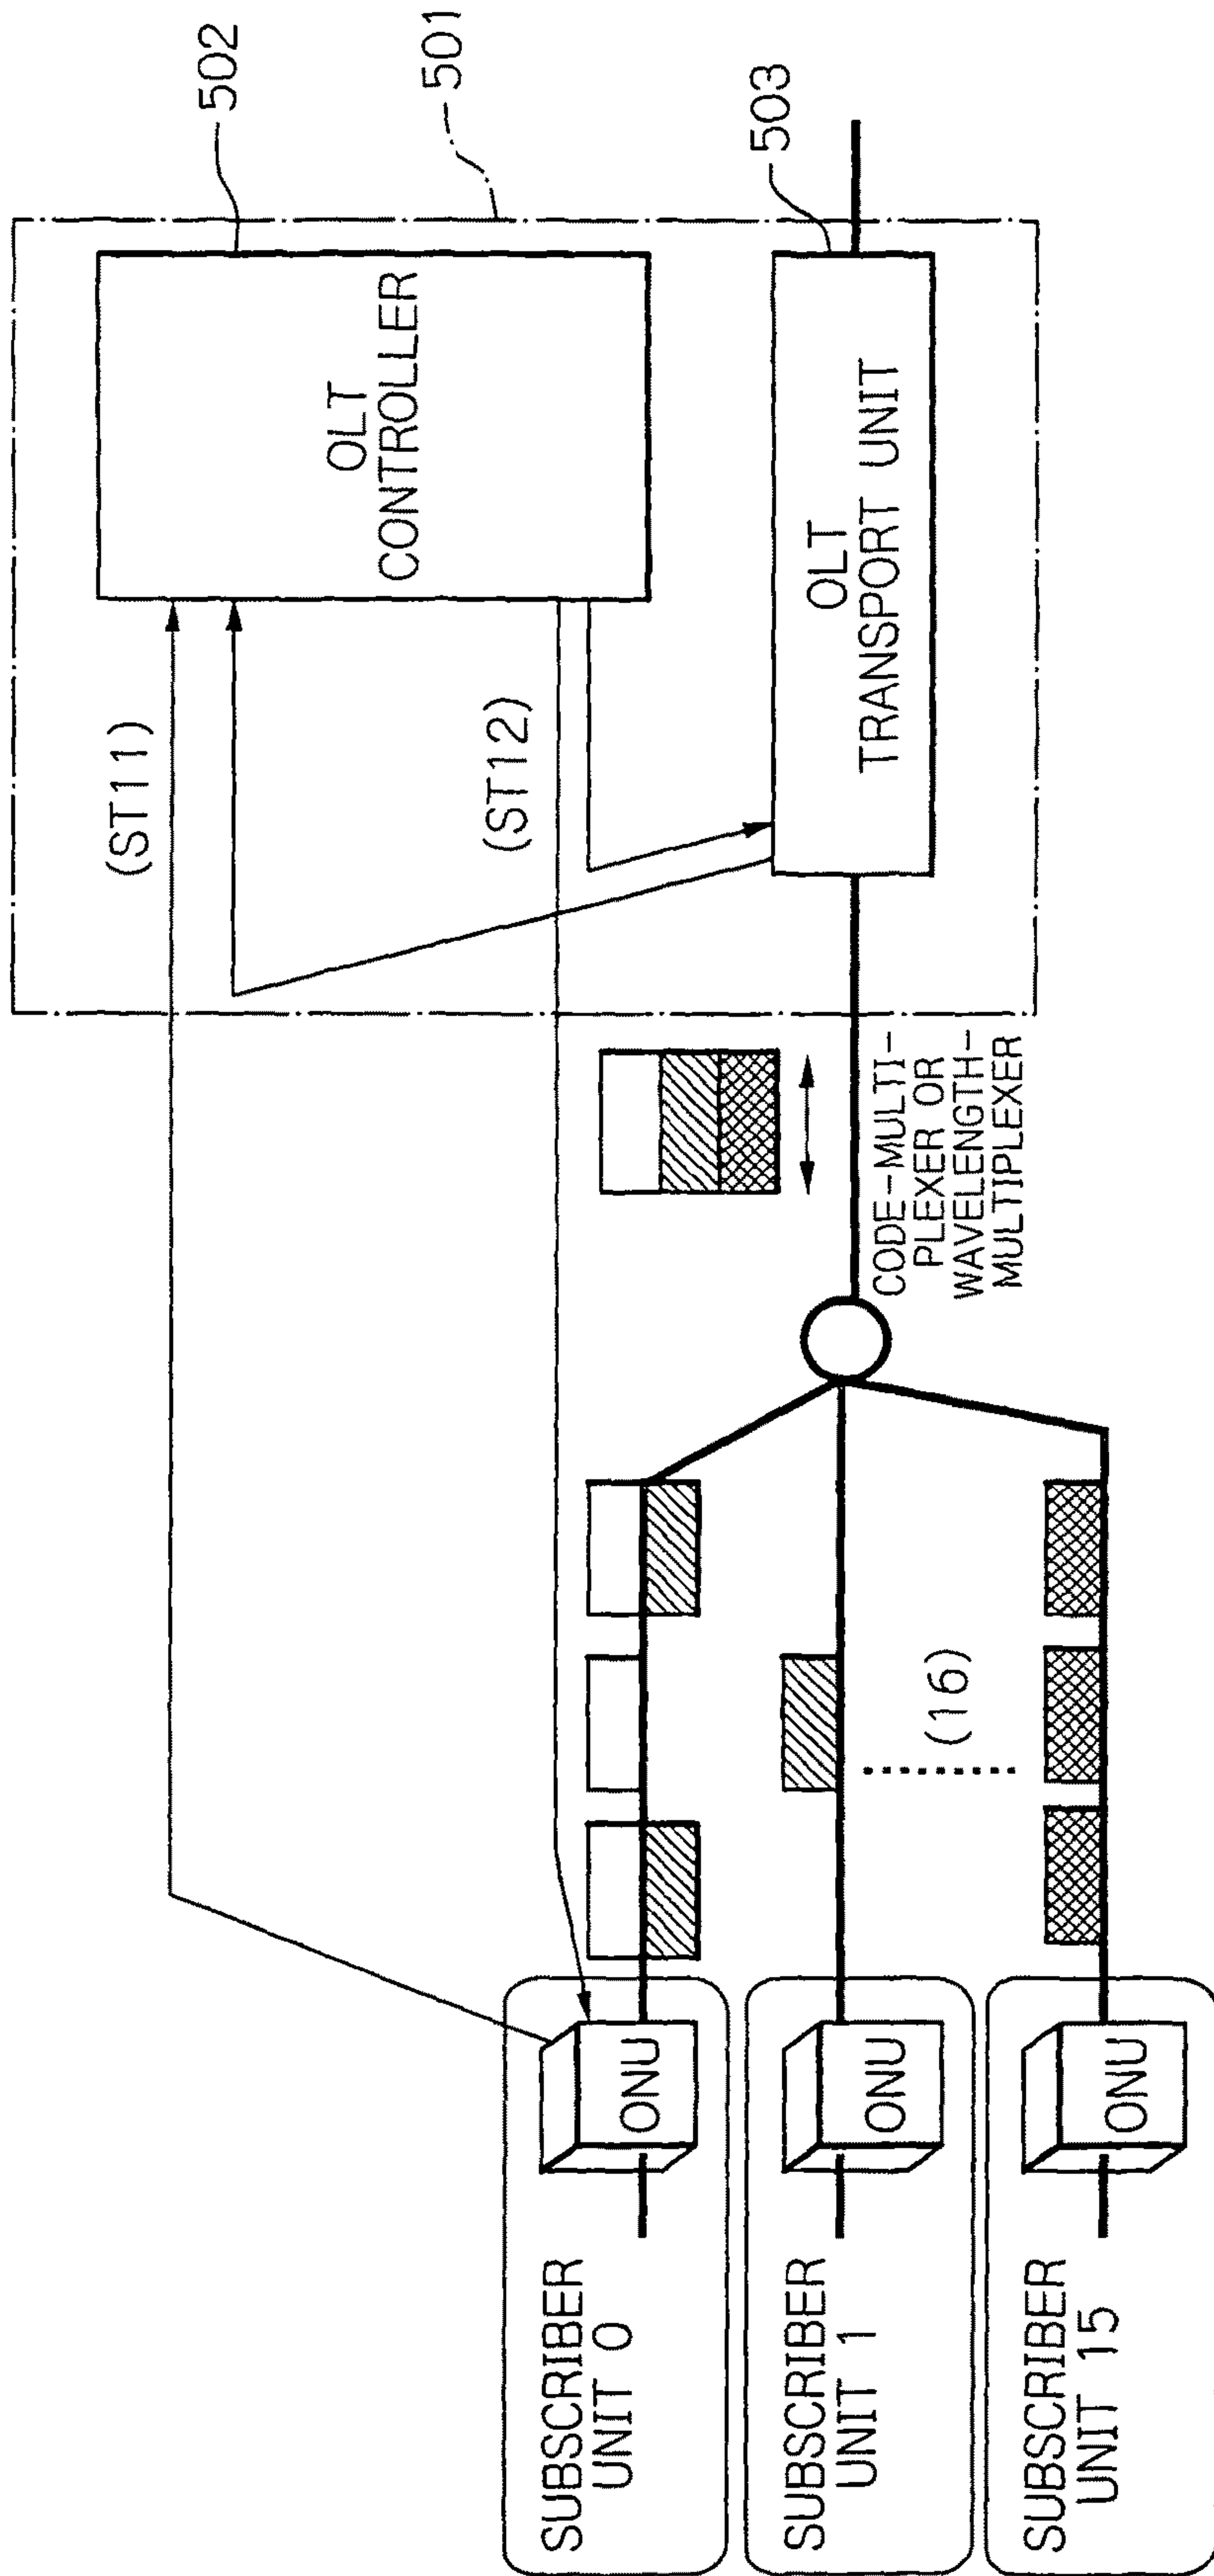 SUBSCRIBER
UNIT 0
ONU
SUBSCRIBER
UNIT 1
ONU
SUBSCRIBER
UNIT 15
ONU
(16)
CODE-MULTI-
PLEXER OR
WAVELENGTH-
MULTIPLEXER
(ST11)
(ST12)
OLT
CONTROLLER
OLT
TRANSPORT UNIT
502
501
503